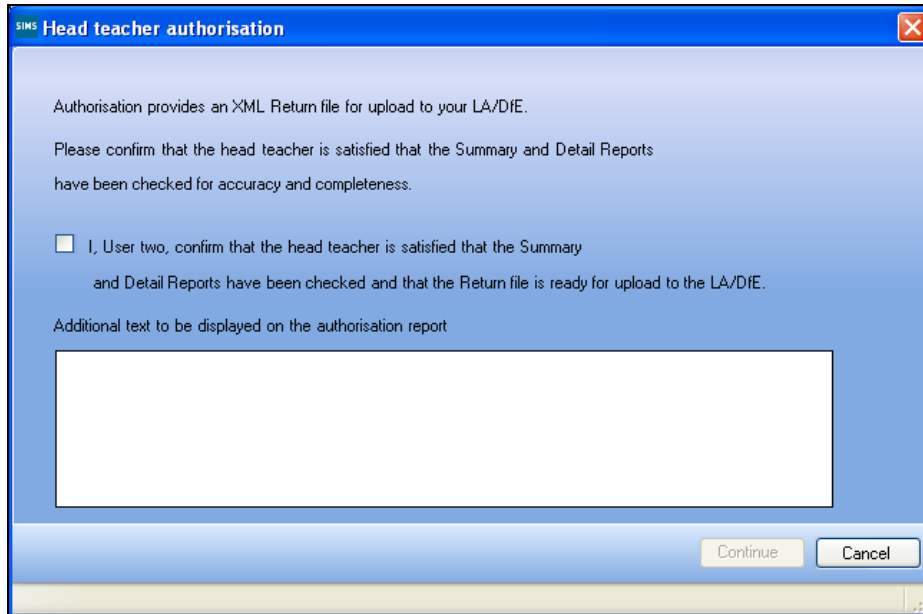 SIMS Head teacher authorisation
Authorisation provides an XML Return file for upload to your LA/DfE.
Please confirm that the head teacher is satisfied that the Summary and Detail Reports
have been checked for accuracy and completeness.
I, User two, confirm that the head teacher is satisfied that the Summary
and Detail Reports have been checked and that the Return file is ready for upload to the LA/DfE.
Additional text to be displayed on the authorisation report
Continue Cancel